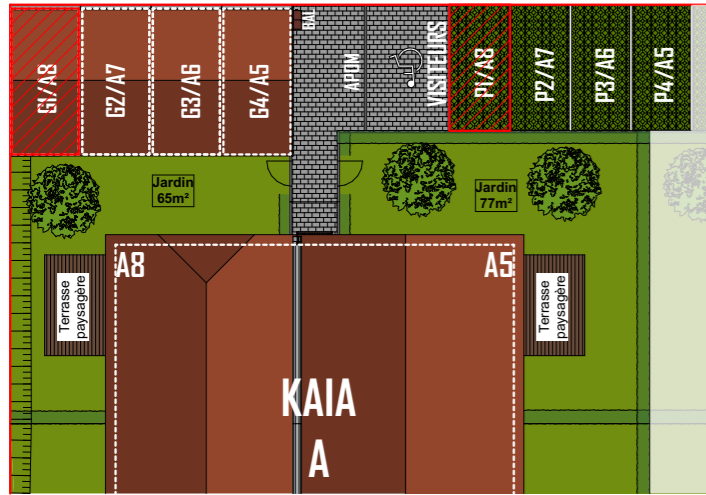 G1/A8
G2/A7
G3/A6
G4/A5
BAL
APDM
VISITEURS
P1/A8
P2/A7
P3/A6
P4/A5
Jardin
65m²
Jardin
77m²
A8
A5
Terrasse
paysagère
Terrasse
paysagère
KAIA
A